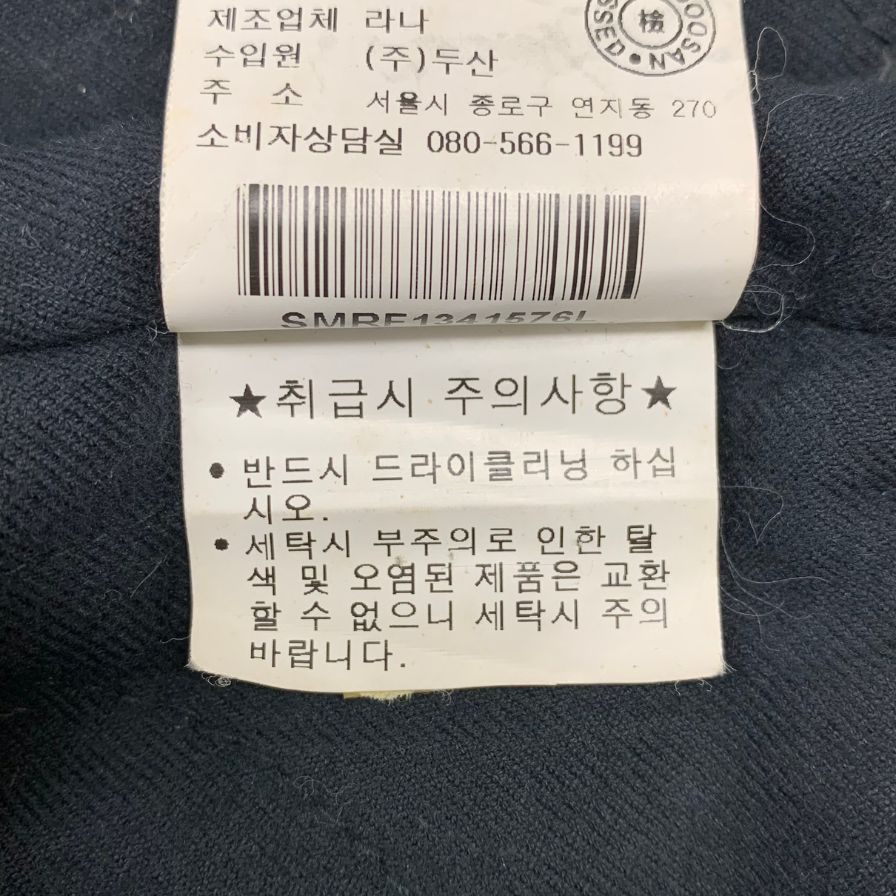 제조업체 라나
수입원 (주)두산
주 소 서울시 종로구 연지동 270
소비자상담실 080-566-1199
檢
DOOSAN
SMRF1341576L
★취급시 주의사항★
• 반드시 드라이클리닝 하십
시오.
• 세탁시 부주의로 인한 탈
색 및 오염된 제품은 교환
할 수 없으니 세탁시 주의
바랍니다.